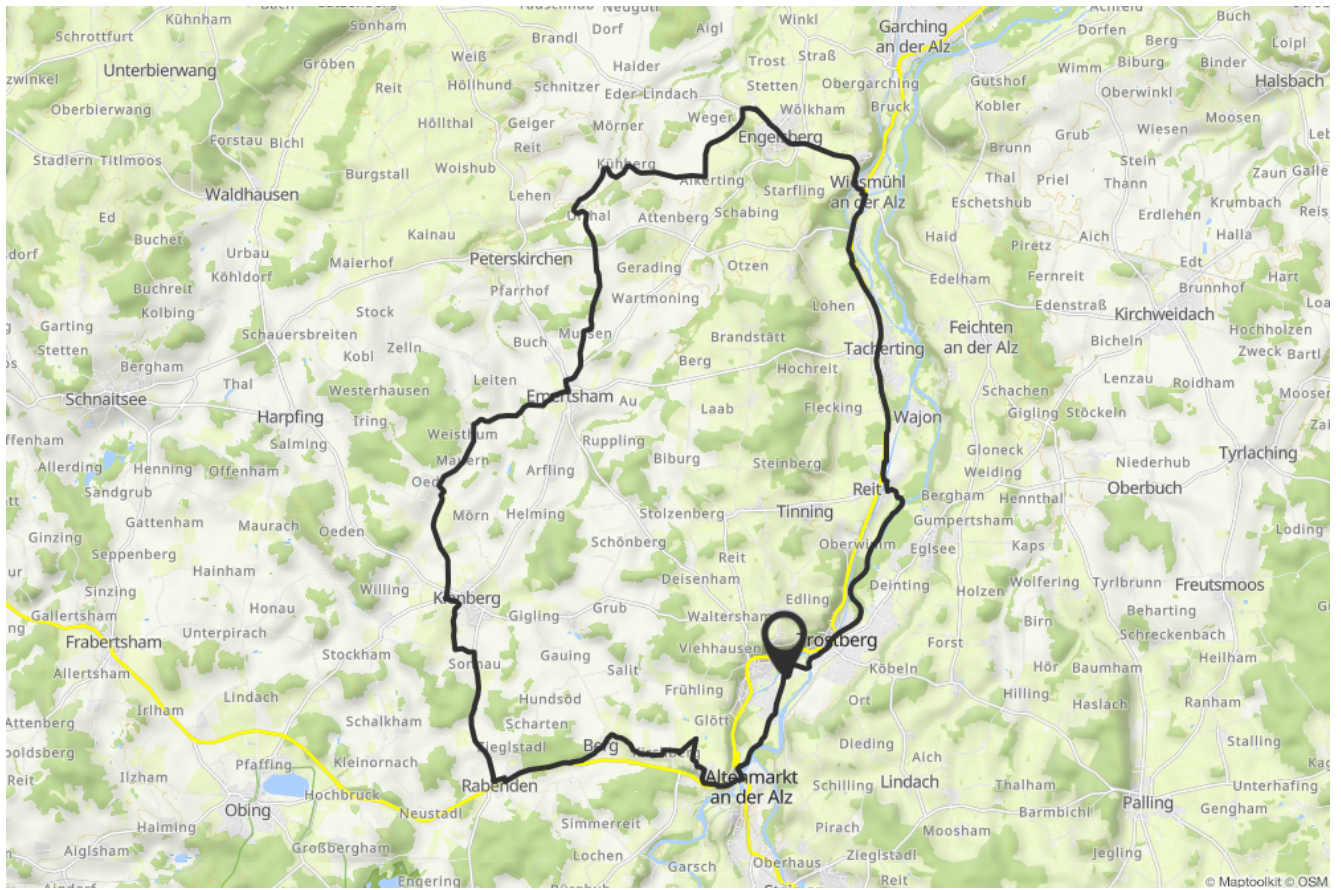 Kühnham
Sonham
Dorf
Aigl
Winkl
Garching
an der Alz
Dorfen
Buch
Schrottfurt
Weiß
Brandl
Trost
Straß
Berg
Loipl
Unterbierwang
Gröben
Haider
Stetten
Obergarching
Gutshof
Wimm
Biburg
Binder
Halsbach
Reit
Höllhund
Schnitzer
Eder-Lindach
Wölkham
Bruck
Kobler
Oberwinkl
Oberbierwang
Höllthal
Geiger
Mörner
Weger
Engelsberg
Grub
Wiesen
Moosen
Forstau
Bichl
Reit
Brunn
Stadlern
Titlmoos
Burgstall
Woishub
Kühberg
Stein
Zaun
Waldhausen
Lehen
Alkerting
Starfling
Wiesmühl
an der Alz
Thal
Priel
Thann
Krumbach
Ed
Attenberg
Schabing
Eschetshub
Erdlehen
Buchet
Kainau
Haid
Piretz
Aich
Halla
Urbau
Maierhof
Peterskirchen
Gerading
Otzen
Edt
Köhldorf
Edelham
Fernreit
Hart
Buchreit
Pfarrhof
Wartmoning
Lohen
Edenstraß
Brunnhof
Kolbing
Stock
Kirchweidach
Garting
Schauersbreiten
Buch
Brandstätt
Feichten
an der Alz
Hochholzen
Stetten
Zelln
Tacherting
Bicheln
Zweck
Bartl
Bergham
Kobl
Berg
Hochreit
Thal
Leiten
Lenzau
Roidham
Schnaitsee
Westerhausen
Emertsham
Au
Schachen
Harpfing
Iring
Laab
Flecking
Wajon
Gigling
Stöckeln
Salming
Weisthum
Ruppling
Gloneck
Allerding
Henning
Offenham
Arfling
Biburg
Steinberg
Weiding
Niederhub
Tyrlaching
Sandgrub
Reit
Bergham
Hennthal
Oberbuch
Gattenham
Maurach
Mörn
Helming
Stolzenberg
Tinning
Gumpertsham
Loding
Ginzing
Oeden
Schönberg
Oberwimm
Eglsee
Kaps
Seppenberg
Hainham
Reit
Willing
Deisenham
Deinting
Holzen
Wolfering
Tyrlbrunn
Freutsmoos
Sinzing
Honau
Kienberg
Grub
Edling
Gallertsham
Gigling
Waltersham
Birn
Beharting
Frabertsham
Unterpirach
Trostberg
Forst
Schreckenbach
Stockham
Gauing
Viehhausen
Allertsham
Salit
Köbeln
Hör
Baumham
Heilham
Lindach
Hundsöd
Frühling
Ort
Hilling
Haslach
Ranham
Irlham
Schalkham
Scharten
Glött
Attenberg
Zieglstadl
Berg
Kirchberg
Dieding
Aich
Stalling
Pfaffing
Kleinornach
Ilzham
Hochbruck
Rabenden
Altenmarkt
an der Alz
Schilling
Lindach
Thalham
Unterhafing
Reit
Obing
Neustadl
Palling
Barmbichl
Gengham
Halming
Simmerreit
Pirach
Moosham
Aiglsham
Großbergham
Lochen
Garsch
Zieglstadl
Jegling
Engering
Oberhaus
Reit
© Maptoolkit © OSM